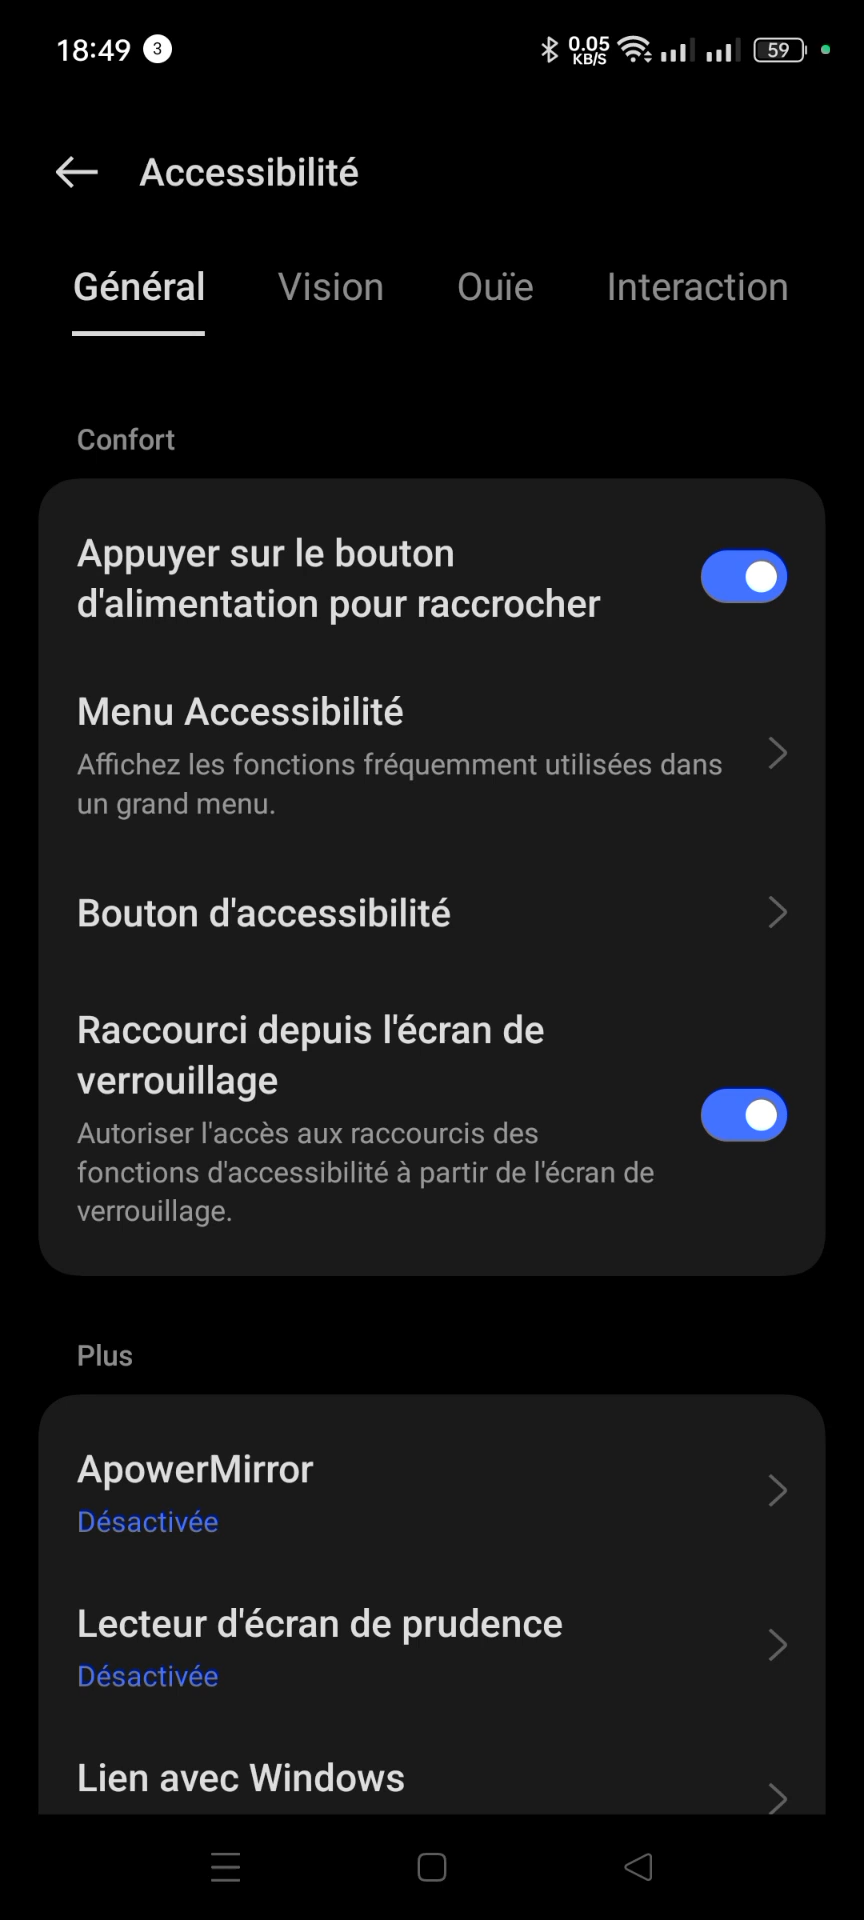 18:49 3 0.05 KB/S 59
Accessibilité
Général Vision Ouïe Interaction
Confort
Appuyer sur le bouton
d'alimentation pour raccrocher
Menu Accessibilité
Affichez les fonctions fréquemment utilisées dans
un grand menu.
Bouton d'accessibilité
Raccourci depuis l'écran de
verrouillage
Autoriser l'accès aux raccourcis des
fonctions d'accessibilité à partir de l'écran de
verrouillage.
Plus
ApowerMirror
Désactivée
Lecteur d'écran de prudence
Désactivée
Lien avec Windows